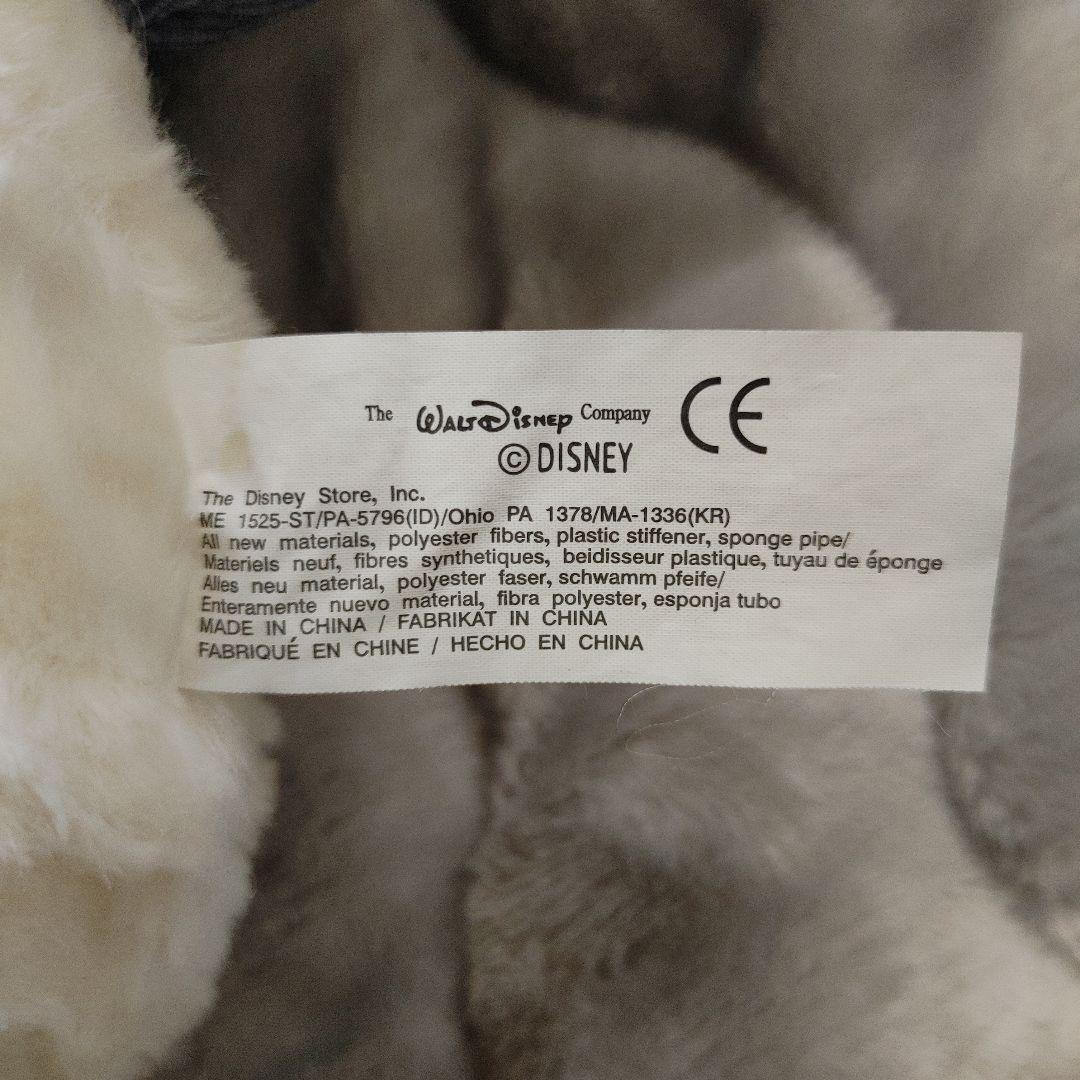 The WALT DISNEY Company CE
© DISNEY
The Disney Store, Inc.
ME 1525-ST/PA-5796(ID)/Ohio PA 1378/MA-1336(KR)
All new materials, polyester fibers, plastic stiffener, sponge pipe/
Materiels neuf, fibres synthetiques, beidisseur plastique, tuyau de éponge
Alles neu material, polyester faser, schwamm pfeife/
Enteramente nuevo material, fibra polyester, esponja tubo
MADE IN CHINA / FABRIKAT IN CHINA
FABRIQUÉ EN CHINE / HECHO EN CHINA